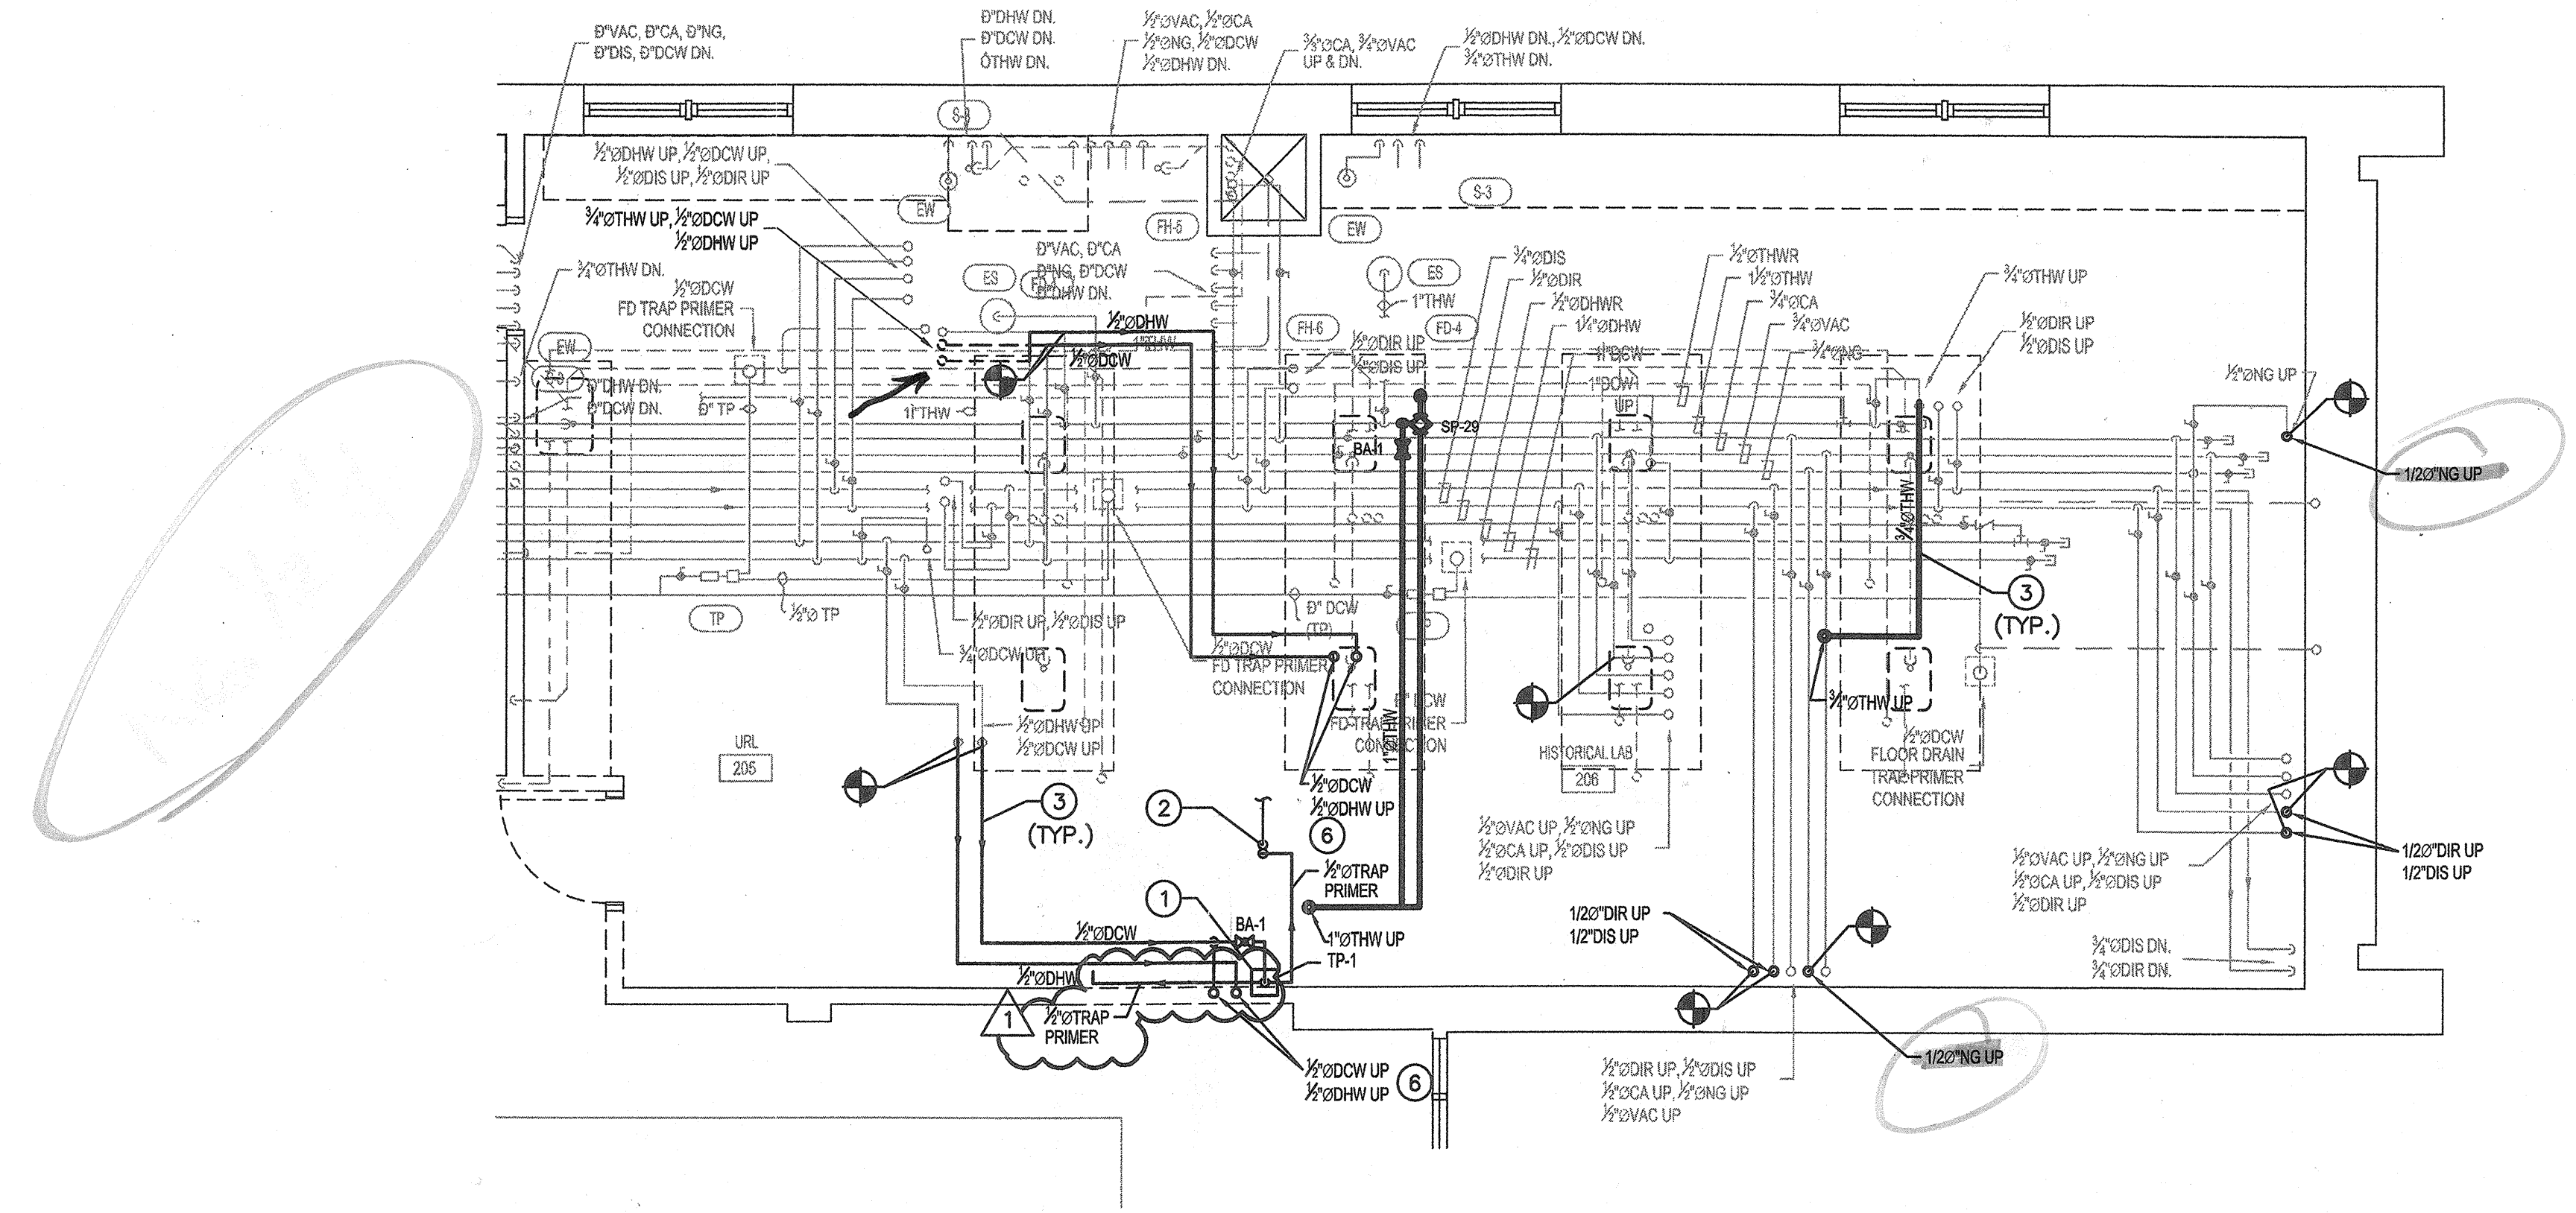 Ð"VAC, Ð"CA, Ð"NG,
Ð"DIS, Ð"DCW DN.
Ð"DHW DN.
Ð"DCW DN.
ÔTHW DN.
½"ØVAC, ½"ØCA
½"ØNG, ½"ØDCW
½"ØDHW DN.
¾"ØVAC
UP & DN.
½"ØDHW DN., ½"ØDCW DN.
¾"ØTHW DN.
½"ØDHW UP, ½"ØDCW UP,
½"ØDIS UP, ½"ØDIR UP
¾"ØTHW UP, ½"ØDCW UP
½"ØDHW UP
EW
FH-5
EW
S-3
¾"ØTHW DN.
½"ØDCW
FD TRAP PRIMER
CONNECTION
ES
Ð"VAC, Ð"CA
Ð"NG, Ð"DCW
Ð"DHW DN.
ES
1"THW
¾"ØDIS
½"ØDIR
½"ØDHWR
1¼"ØDHW
½"ØTHWR
1½"ØTHW
¾"ØCA
¾"ØVAC
¾"ØNG
¾"ØTHW UP
½"ØDIR UP
½"ØDIS UP
½"ØNG UP
EW
½"ØDHW
1"THW
½"ØDCW
FH-6
FD-4
½"ØDIR UP
½"ØDIS UP
1"DCW
UP
Ð"DHW DN.
Ð"DCW DN.
Ð" TP
BA-1
SP-29
1/2Ø"NG UP
¾"ØTHW
TP
½"Ø TP
½"ØDIR UP, ½"ØDIS UP
¾"ØDCW UP
½"ØDCW
FD TRAP PRIMER
CONNECTION
Ð" DCW
(TP)
3
(TYP.)
¾"ØTHW UP
1"ØTHW
Ð" DCW
FD TRAP PRIMER
CONNECTION
½"ØDHW UP
½"ØDCW UP
URL
205
HISTORICAL LAB
206
½"ØDCW
FLOOR DRAIN
TRAP PRIMER
CONNECTION
3
(TYP.)
2
½"ØDCW
½"ØDHW UP
6
½"ØTRAP
PRIMER
1
½"ØVAC UP, ½"ØNG UP
½"ØCA UP, ½"ØDIS UP
½"ØDIR UP
½"ØVAC UP, ½"ØNG UP
½"ØCA UP, ½"ØDIS UP
½"ØDIR UP
1/2Ø"DIR UP
1/2"DIS UP
½"ØDCW
BA-1
1"ØTHW UP
TP-1
1/2Ø"DIR UP
1/2"DIS UP
¾"ØDIS DN.
¾"ØDIR DN.
½"ØDHW
1
½"ØTRAP
PRIMER
½"ØDCW UP
½"ØDHW UP
6
1/2Ø"NG UP
½"ØDIR UP, ½"ØDIS UP
½"ØCA UP, ½"ØNG UP
½"ØVAC UP